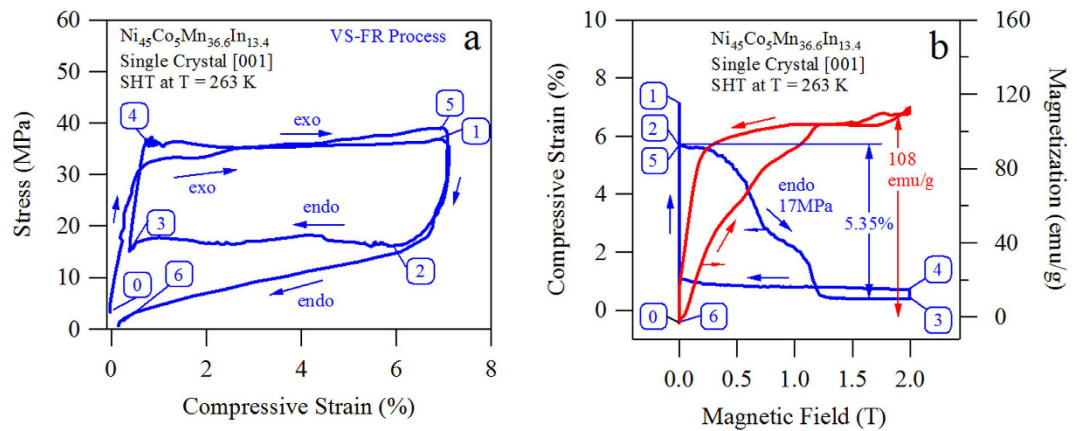 60
50
40
30
20
10
0
Stress (MPa)
0
2
4
6
8
Compressive Strain (%)
Ni45Co5Mn36.6In13.4
Single Crystal [001]
SHT at T = 263 K
VS-FR Process
a
4
exo
5
1
exo
endo
3
2
0
6
endo
10
8
6
4
2
0
Compressive Strain (%)
0.0
0.5
1.0
1.5
2.0
Magnetic Field (T)
160
120
80
40
0
Magnetization (emu/g)
Ni45Co5Mn36.6In13.4
Single Crystal [001]
SHT at T = 263 K
b
1
2
5
endo
17MPa
108
emu/g
5.35%
4
3
0
6